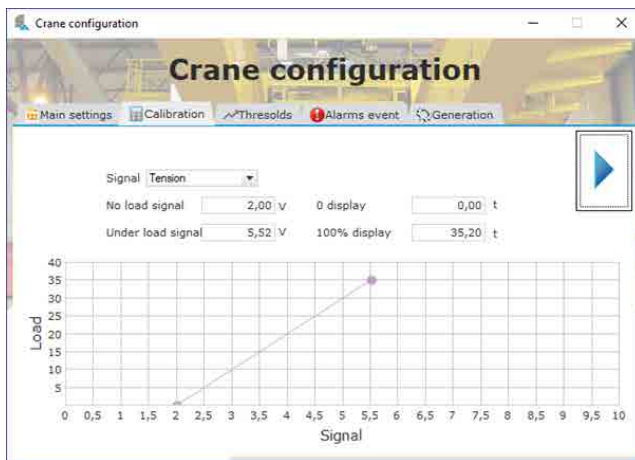 Crane configuration
Crane configuration
Main settings Calibration Thresolds Alarms event Generation
Signal Tension
No load signal 2,00 V 0 display 0,00 t
Under load signal 5,52 V 100% display 35,20 t
40
35
30
25
20
15
10
5
Load
0 0,5 1 1,5 2 2,5 3 3,5 4 4,5 5 5,5 6 6,5 7 7,5 8 8,5 9 9,5 10
Signal